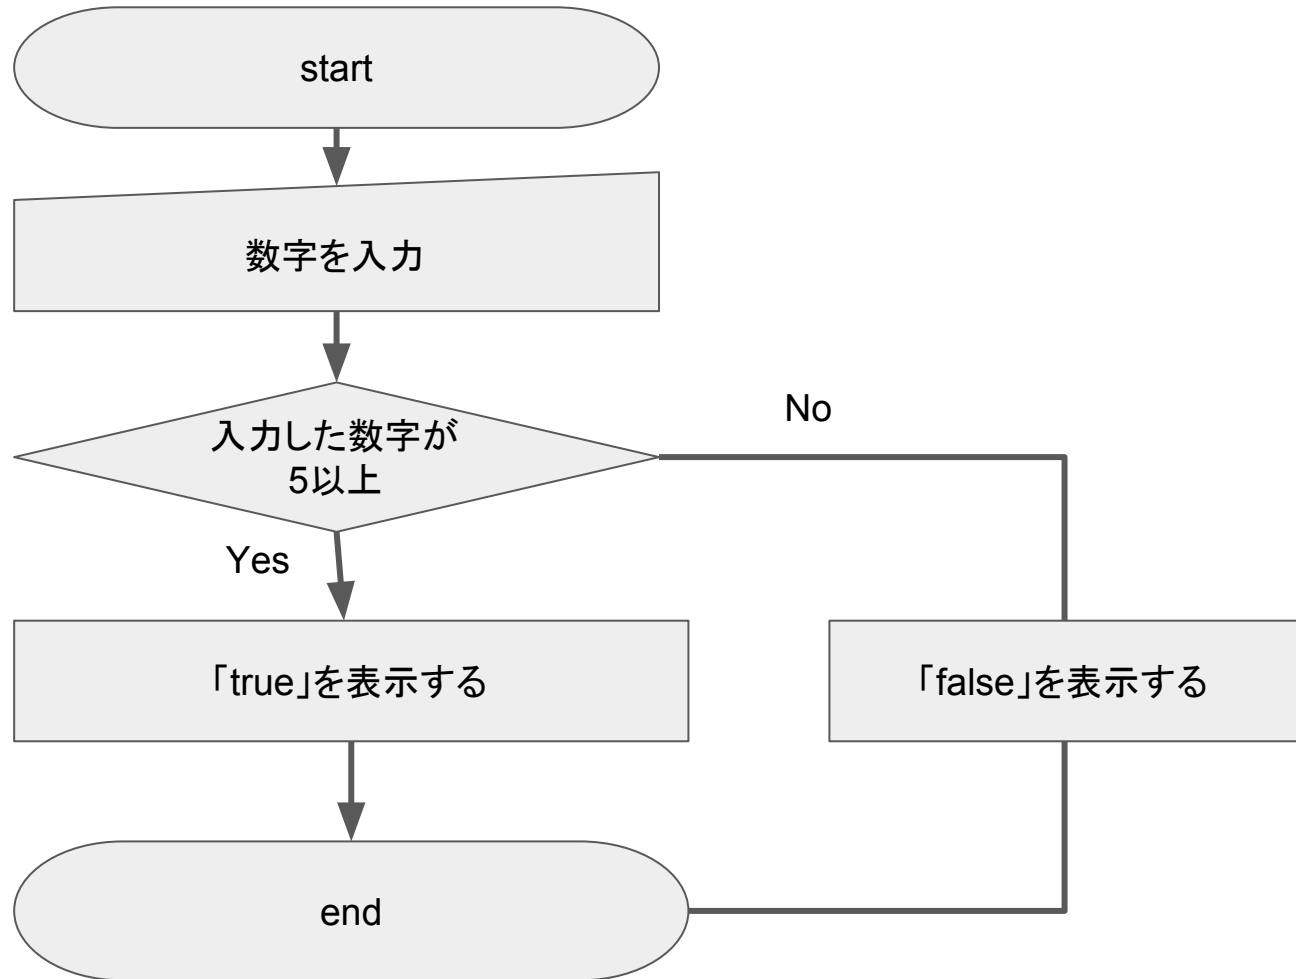 start
数字を入力
No
入力した数字が
5以上
Yes
「true」を表示する
「false」を表示する
end